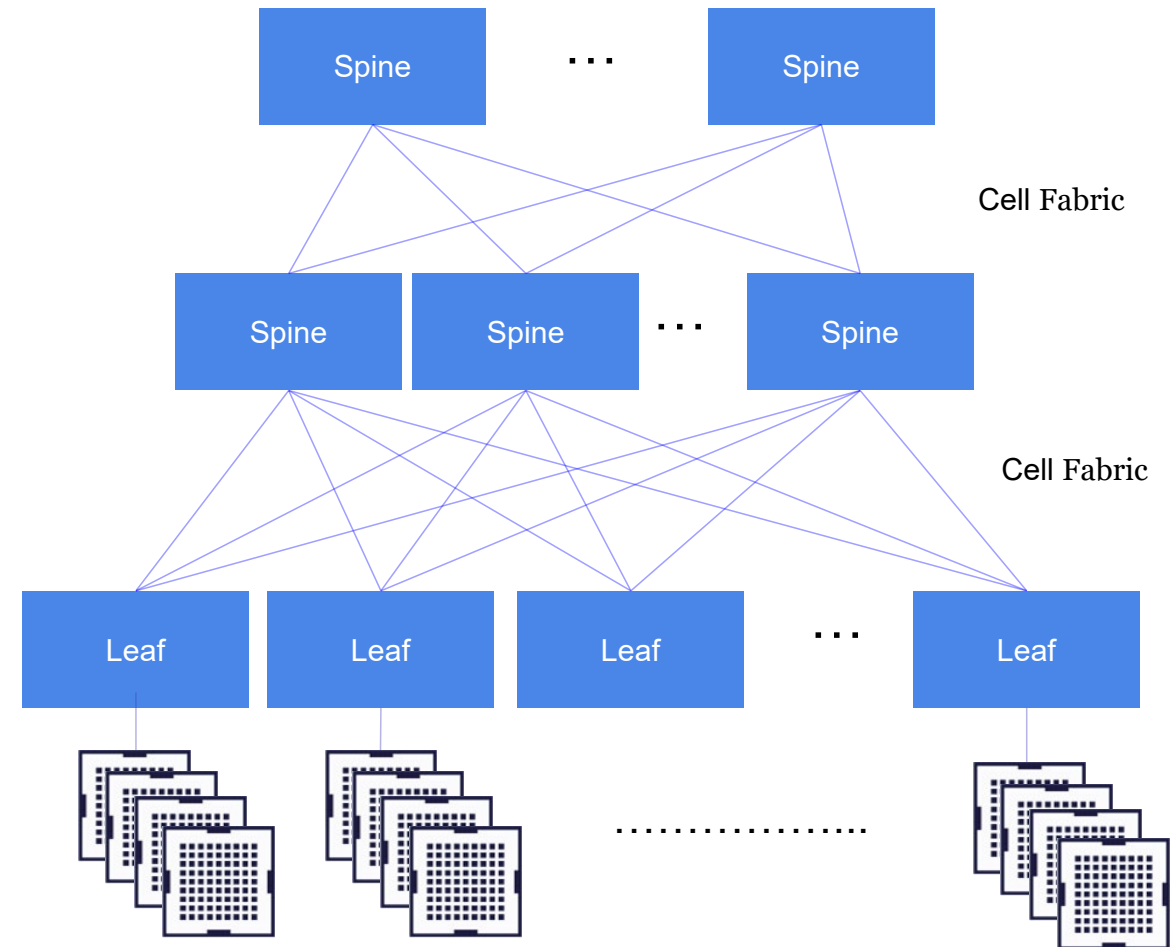 Spine ... Spine
Cell Fabric
Spine Spine ... Spine
Cell Fabric
Leaf Leaf Leaf ... Leaf
..................